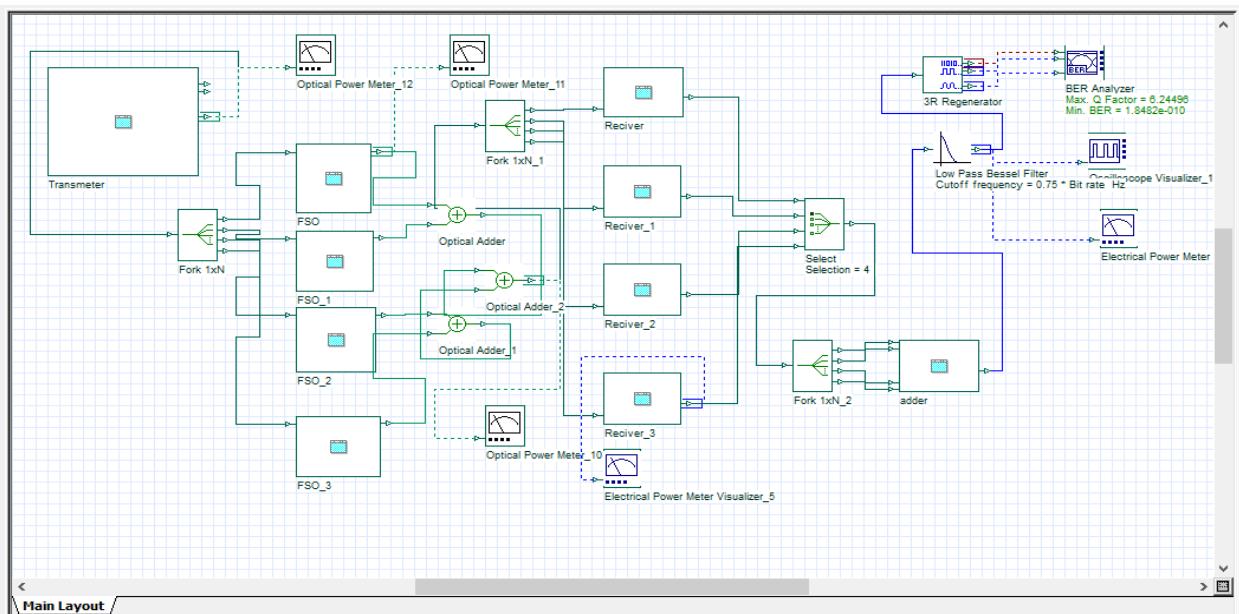 Optical Power Meter_12
Optical Power Meter_11
Transmeter
Fork 1xN
FSO
FSO_1
FSO_2
FSO_3
Fork 1xN_1
Optical Adder
Optical Adder_2
Optical Adder_1
Optical Power Meter_10
Reciver
Reciver_1
Reciver_2
Reciver_3
Electrical Power Meter Visualizer_5
Select
Selection = 4
Fork 1xN_2
adder
3R Regenerator
BER
BER Analyzer
Max. Q Factor = 6.24496
Min. BER = 1.8482e-010
Low Pass Bessel Filter
Cutoff frequency = 0.75 * Bit rate Hz
Oscilloscope Visualizer_1
Electrical Power Meter
Main Layout